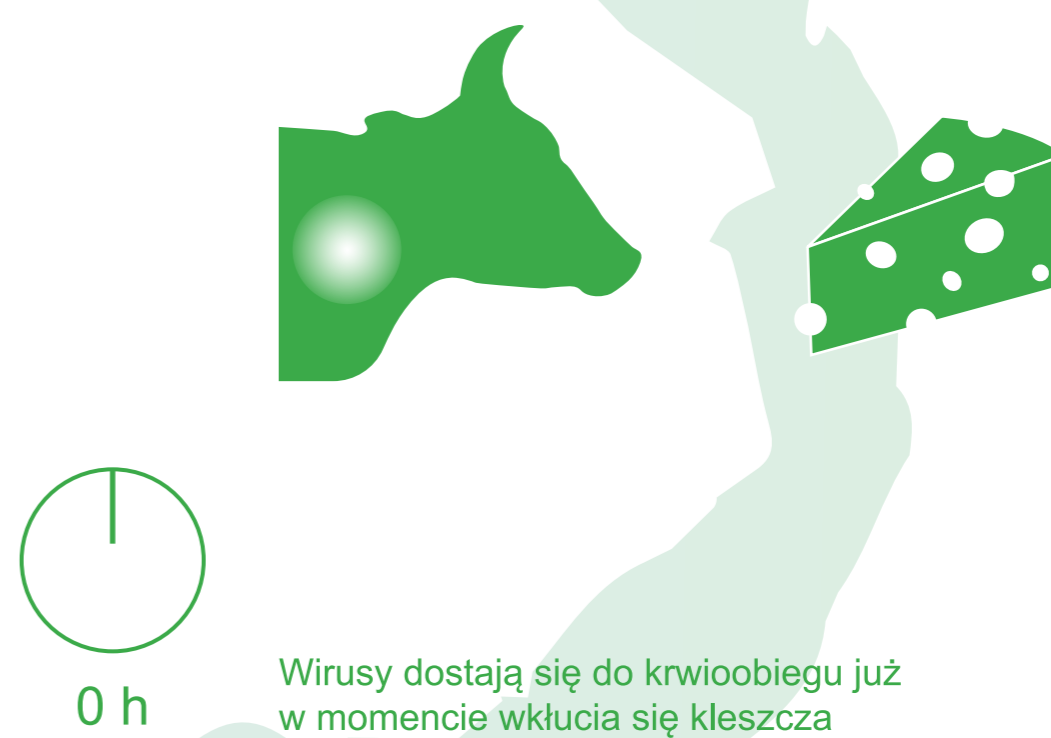 0 h
Wirusy dostają się do krwioobiegu już
w momencie wkłucia się kleszcza